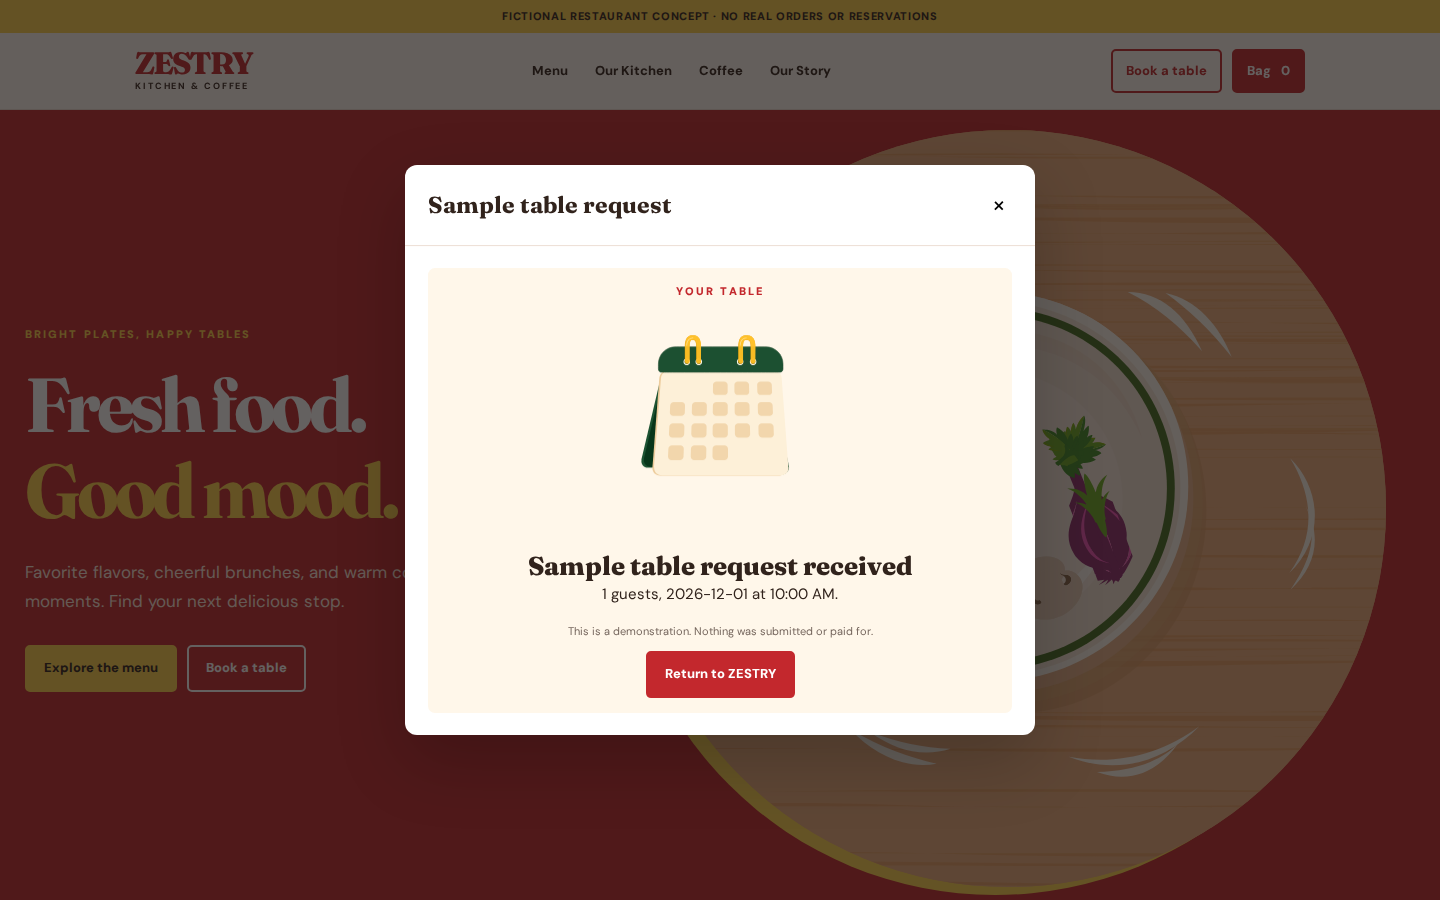 FICTIONAL RESTAURANT CONCEPT · NO REAL ORDERS OR RESERVATIONS
ZESTRY
KITCHEN & COFFEE
Menu
Our Kitchen
Coffee
Our Story
Book a table
Bag 0
Sample table request
×
YOUR TABLE
Sample table request received
1 guests, 2026-12-01 at 10:00 AM.
This is a demonstration. Nothing was submitted or paid for.
Return to ZESTRY
BRIGHT PLATES, HAPPY TABLES
Fresh food.
Good mood.
Favorite flavors, cheerful brunches, and warm
moments. Find your next delicious stop.
Explore the menu
Book a table